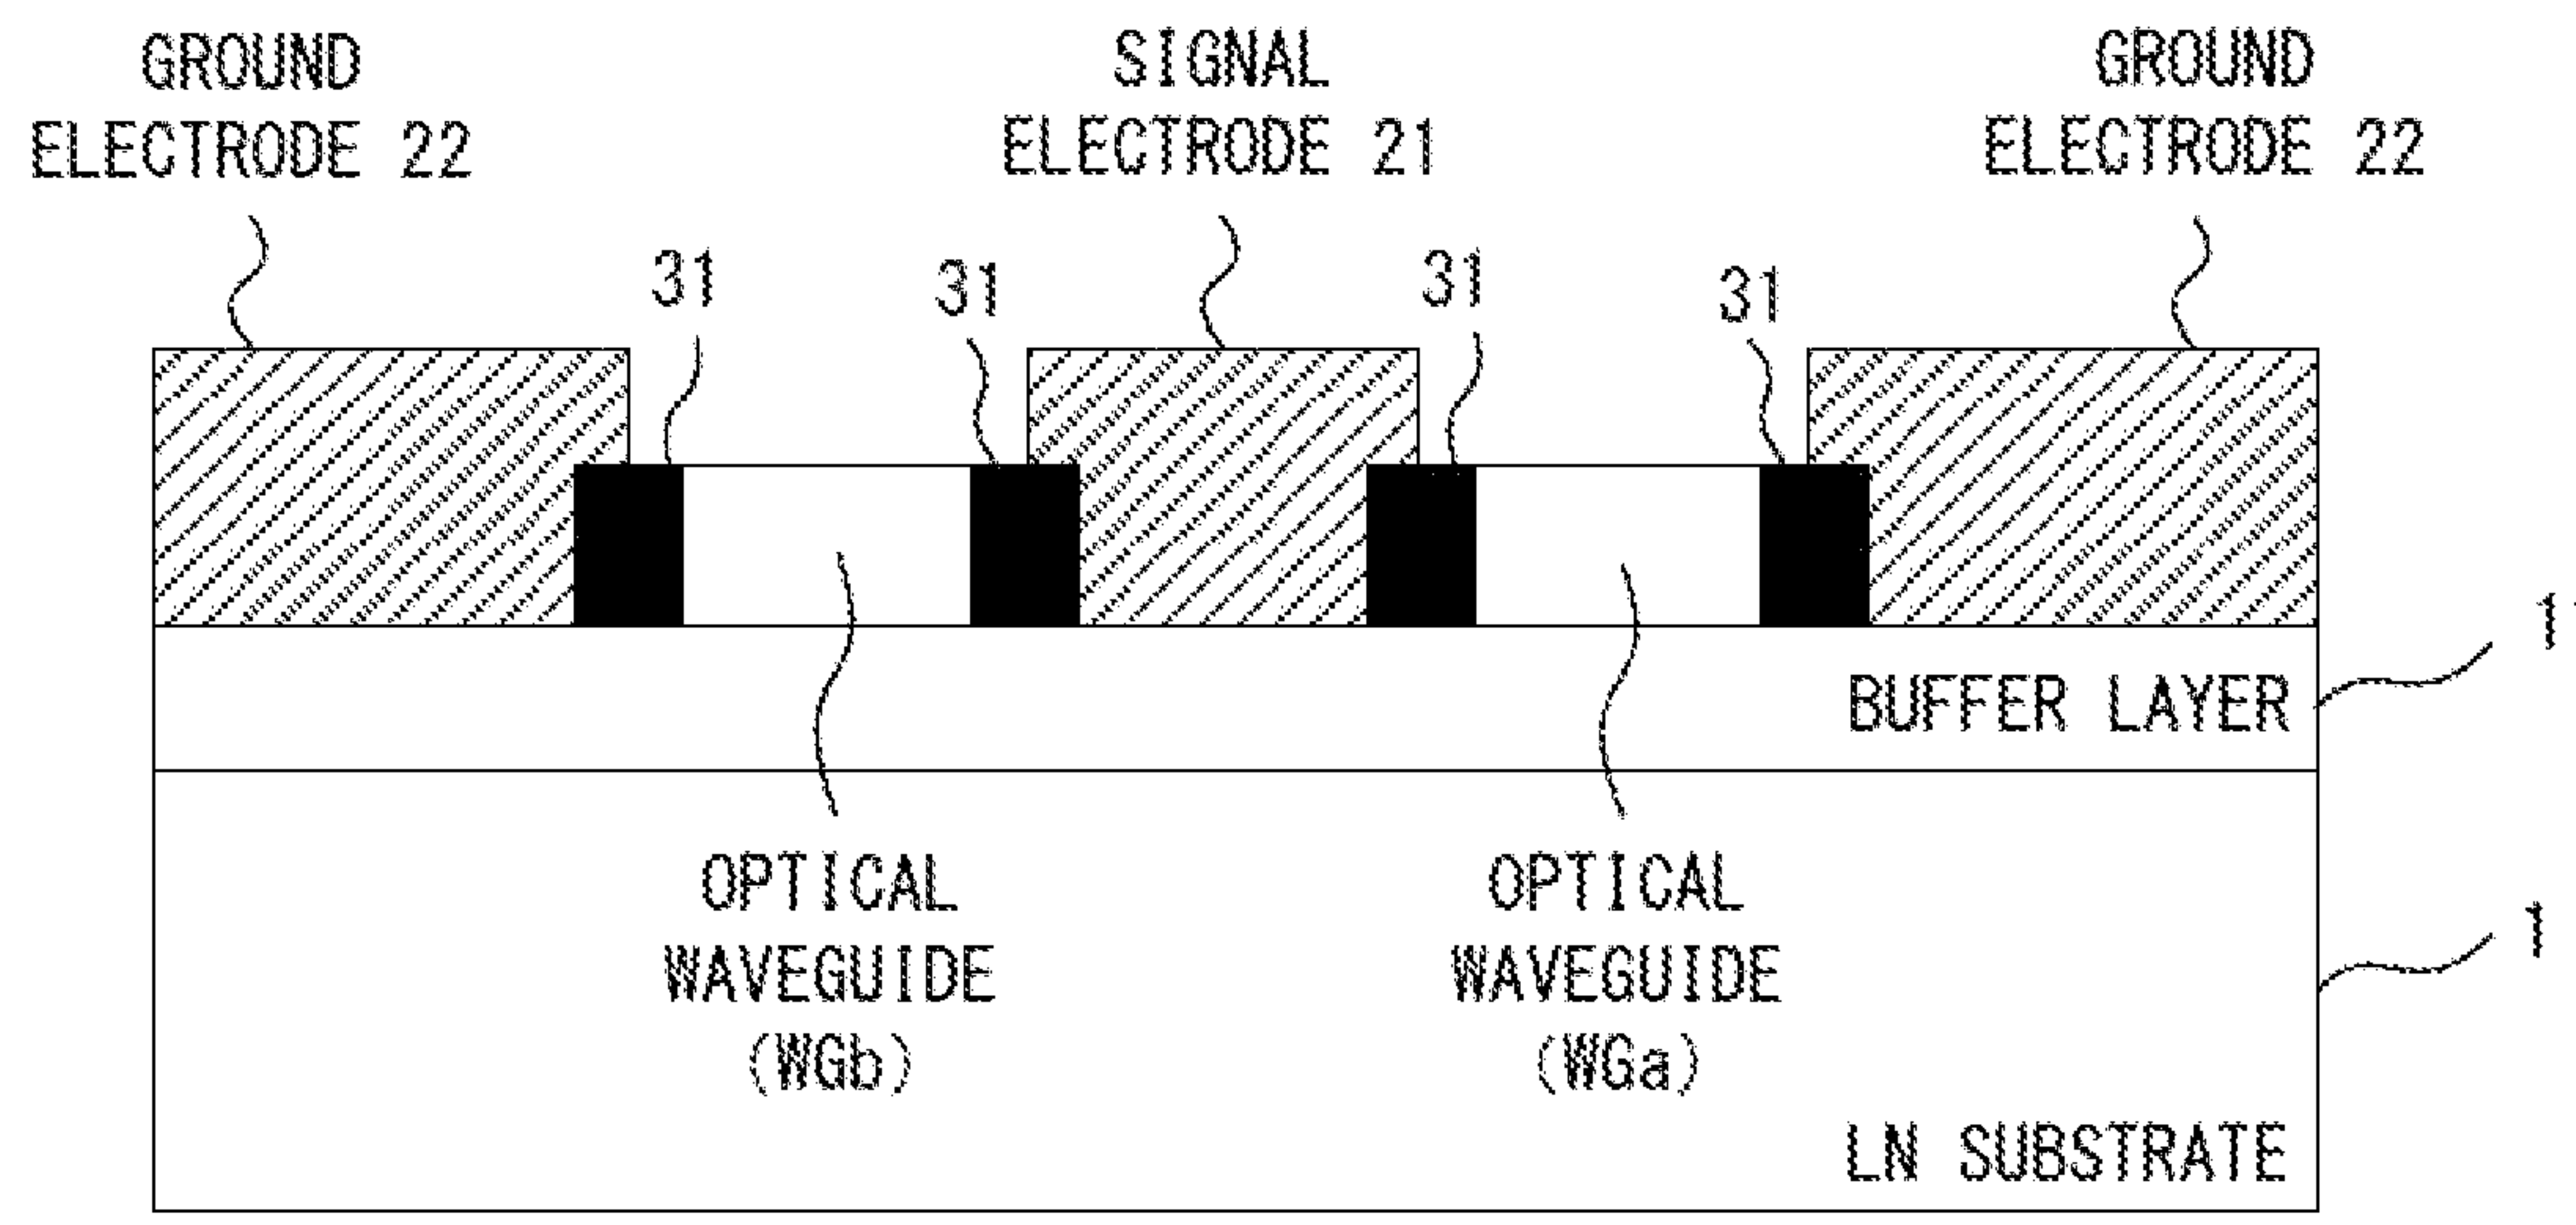 GROUND
ELECTRODE 22
SIGNAL
ELECTRODE 21
GROUND
ELECTRODE 22
31
31
31
31
BUFFER LAYER
OPTICAL
WAVEGUIDE
(WGb)
OPTICAL
WAVEGUIDE
(WGa)
1
LN SUBSTRATE